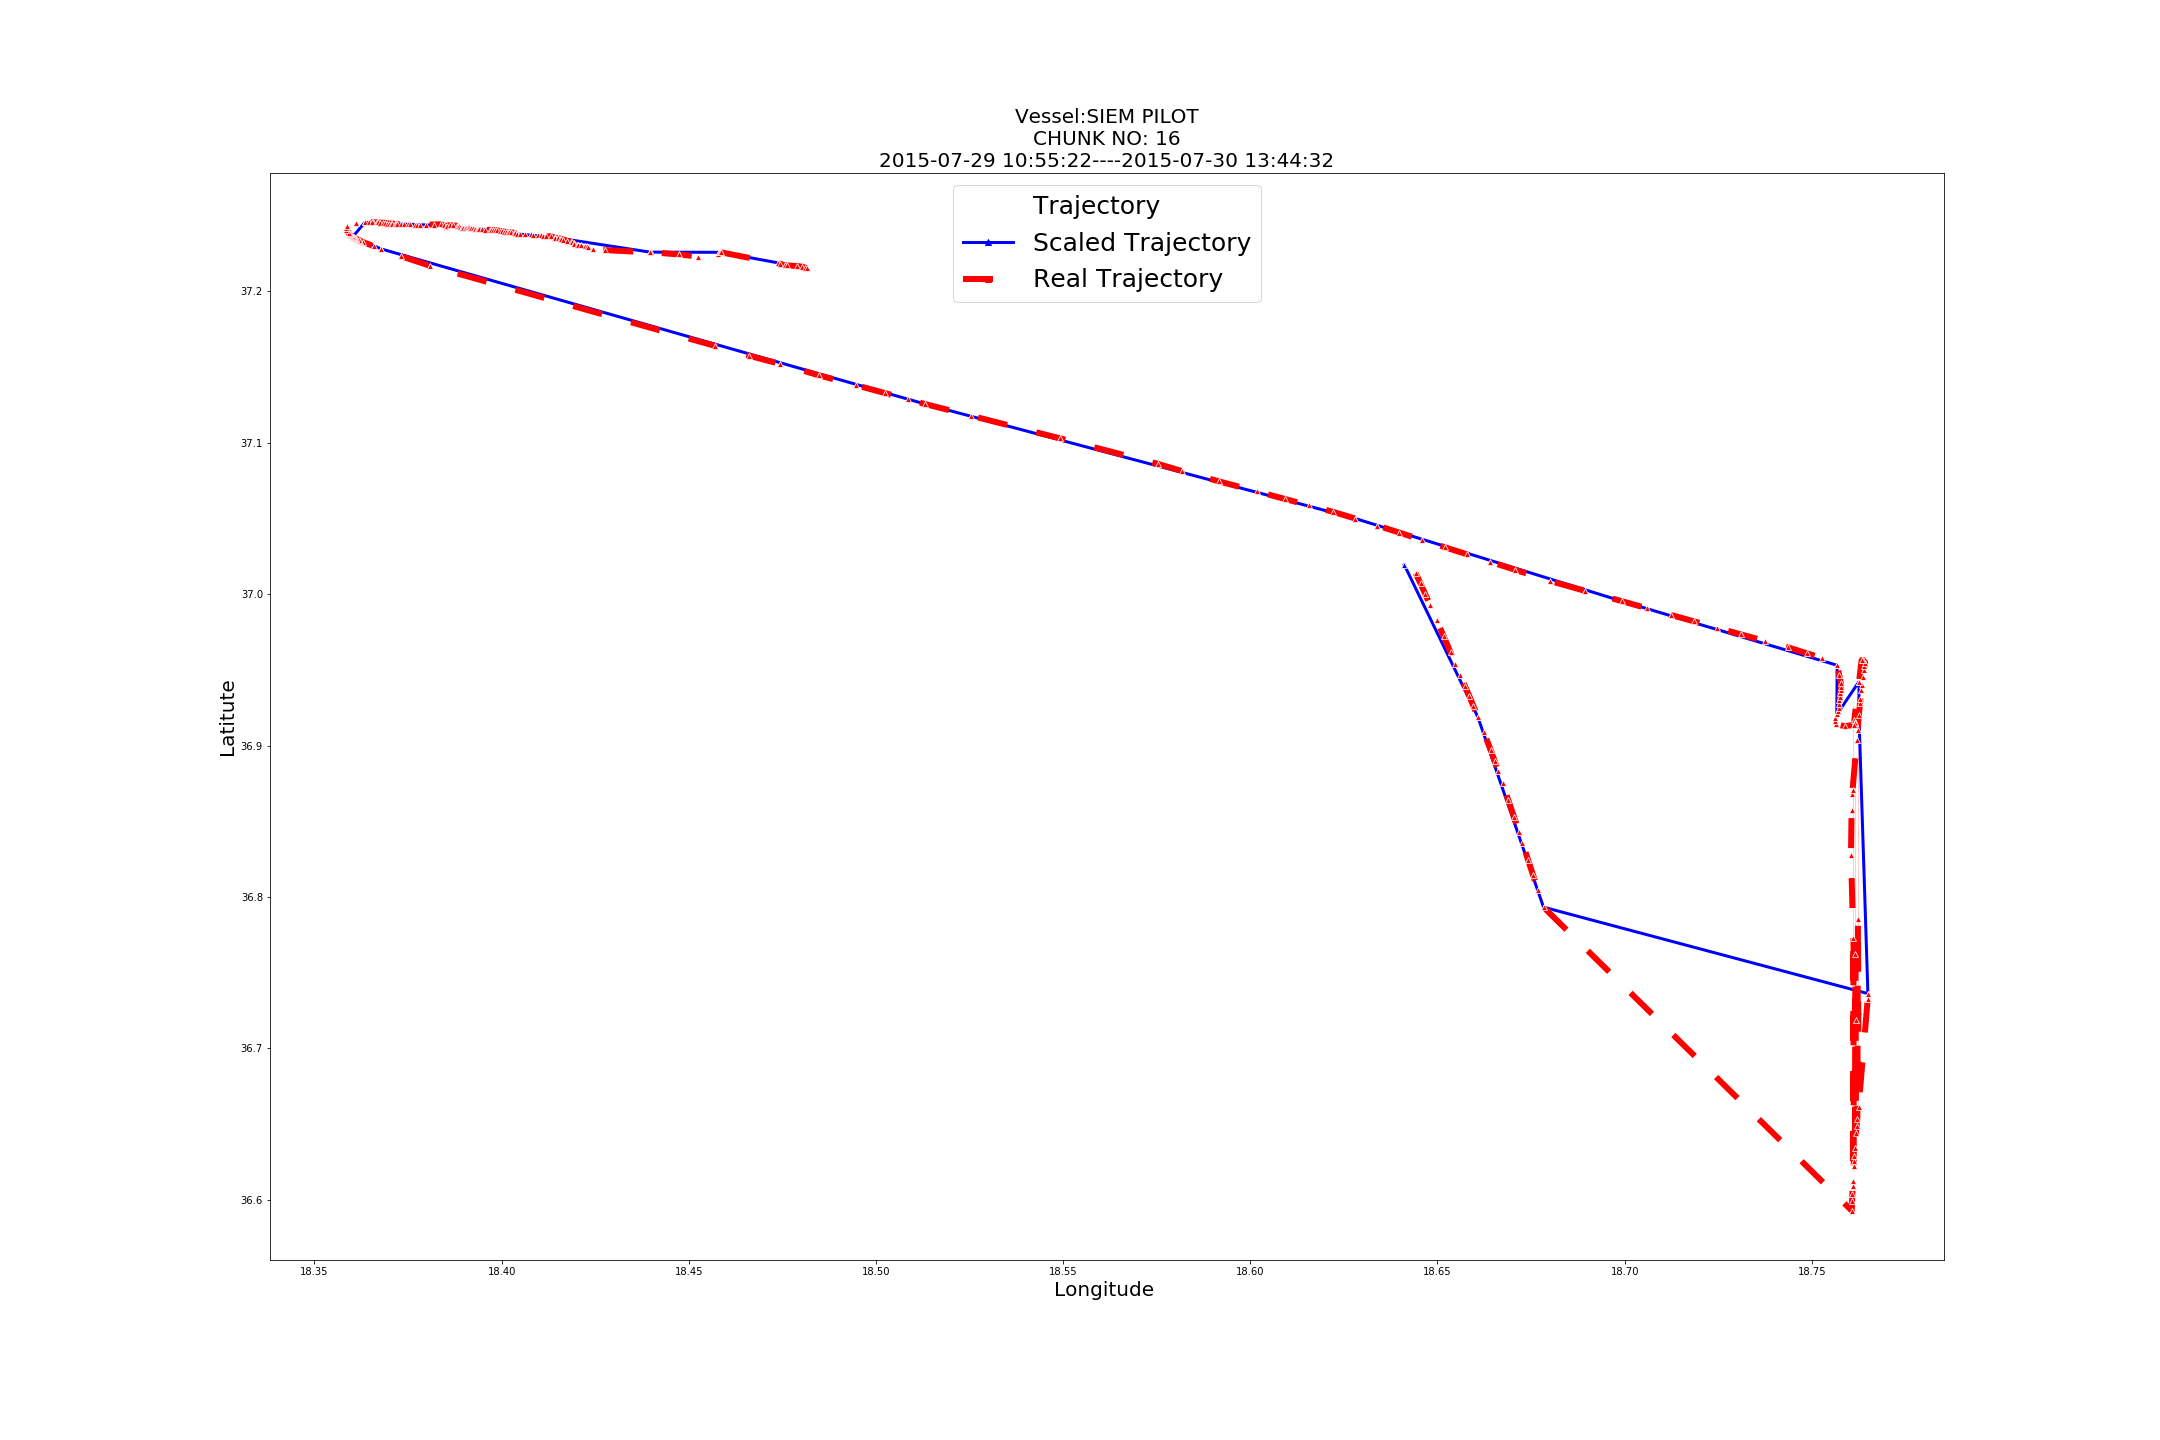 Vessel:SIEM PILOT
CHUNK NO: 16
2015-07-29 10:55:22----2015-07-30 13:44:32
Trajectory
Scaled Trajectory
Real Trajectory
Latitute
37.2
37.1
37.0
36.9
36.8
36.7
36.6
18.35 18.40 18.45 18.50 18.55 18.60 18.65 18.70 18.75
Longitude